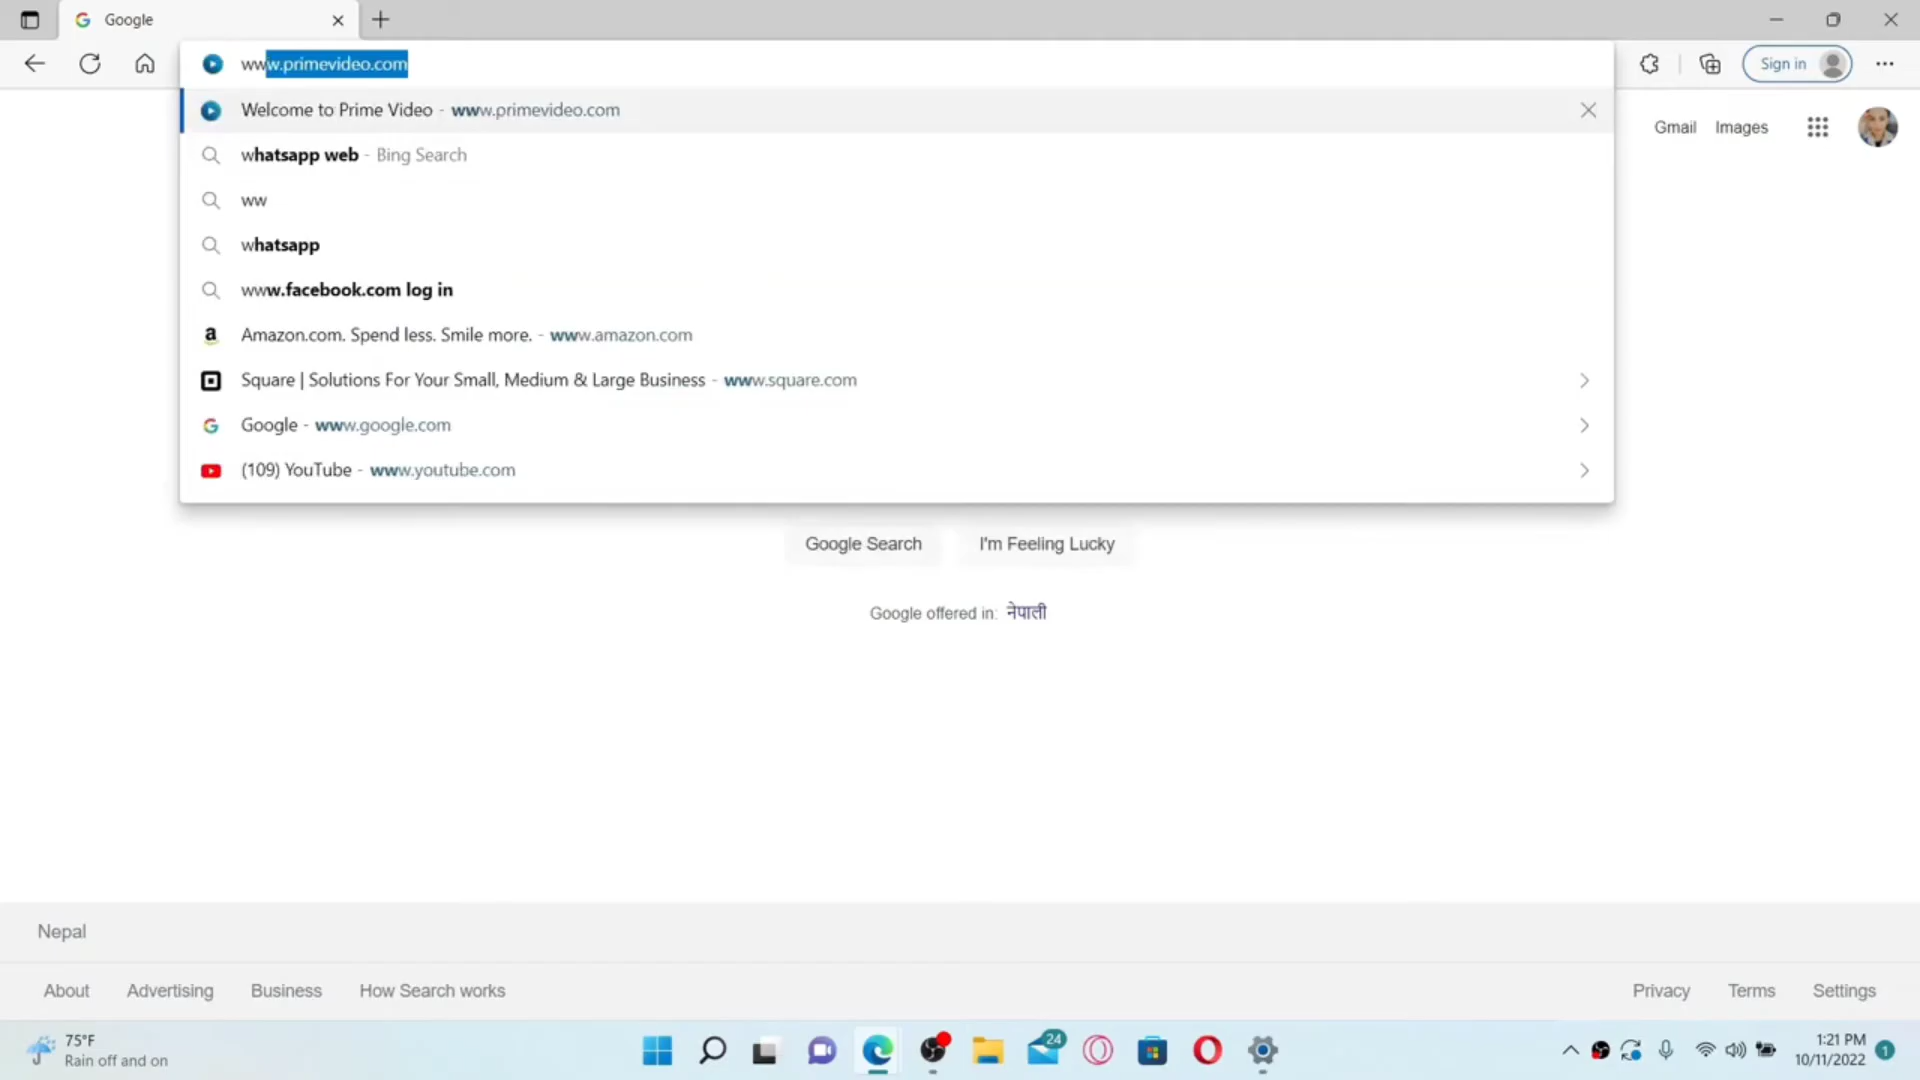 Google
www.primevideo.com
Sign in
Welcome to Prime Video - www.primevideo.com
whatsapp web - Bing Search
ww
whatsapp
www.facebook.com log in
Amazon.com. Spend less. Smile more. - www.amazon.com
Square | Solutions For Your Small, Medium & Large Business - www.square.com
Google - www.google.com
(109) YouTube - www.youtube.com
Gmail Images
Google Search I'm Feeling Lucky
Google offered in: नेपाली
Nepal
About Advertising Business How Search works
Privacy Terms Settings
75°F
Rain off and on
24
1:21 PM
10/11/2022
1